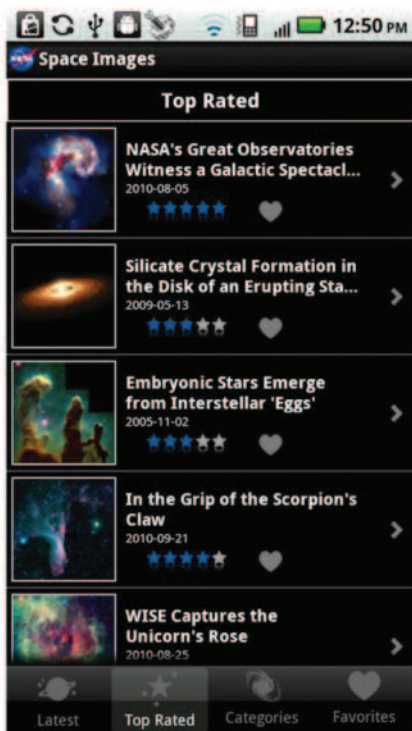 12:50 PM
NASA
Space Images
Top Rated
NASA's Great Observatories
Witness a Galactic Spectacl...
2010-08-05
Silicate Crystal Formation in
the Disk of an Erupting Sta...
2009-05-13
Embryonic Stars Emerge
from Interstellar 'Eggs'
2005-11-02
In the Grip of the Scorpion's
Claw
2010-09-21
WISE Captures the
Unicorn's Rose
2010-08-25
Latest
Top Rated
Categories
Favorites